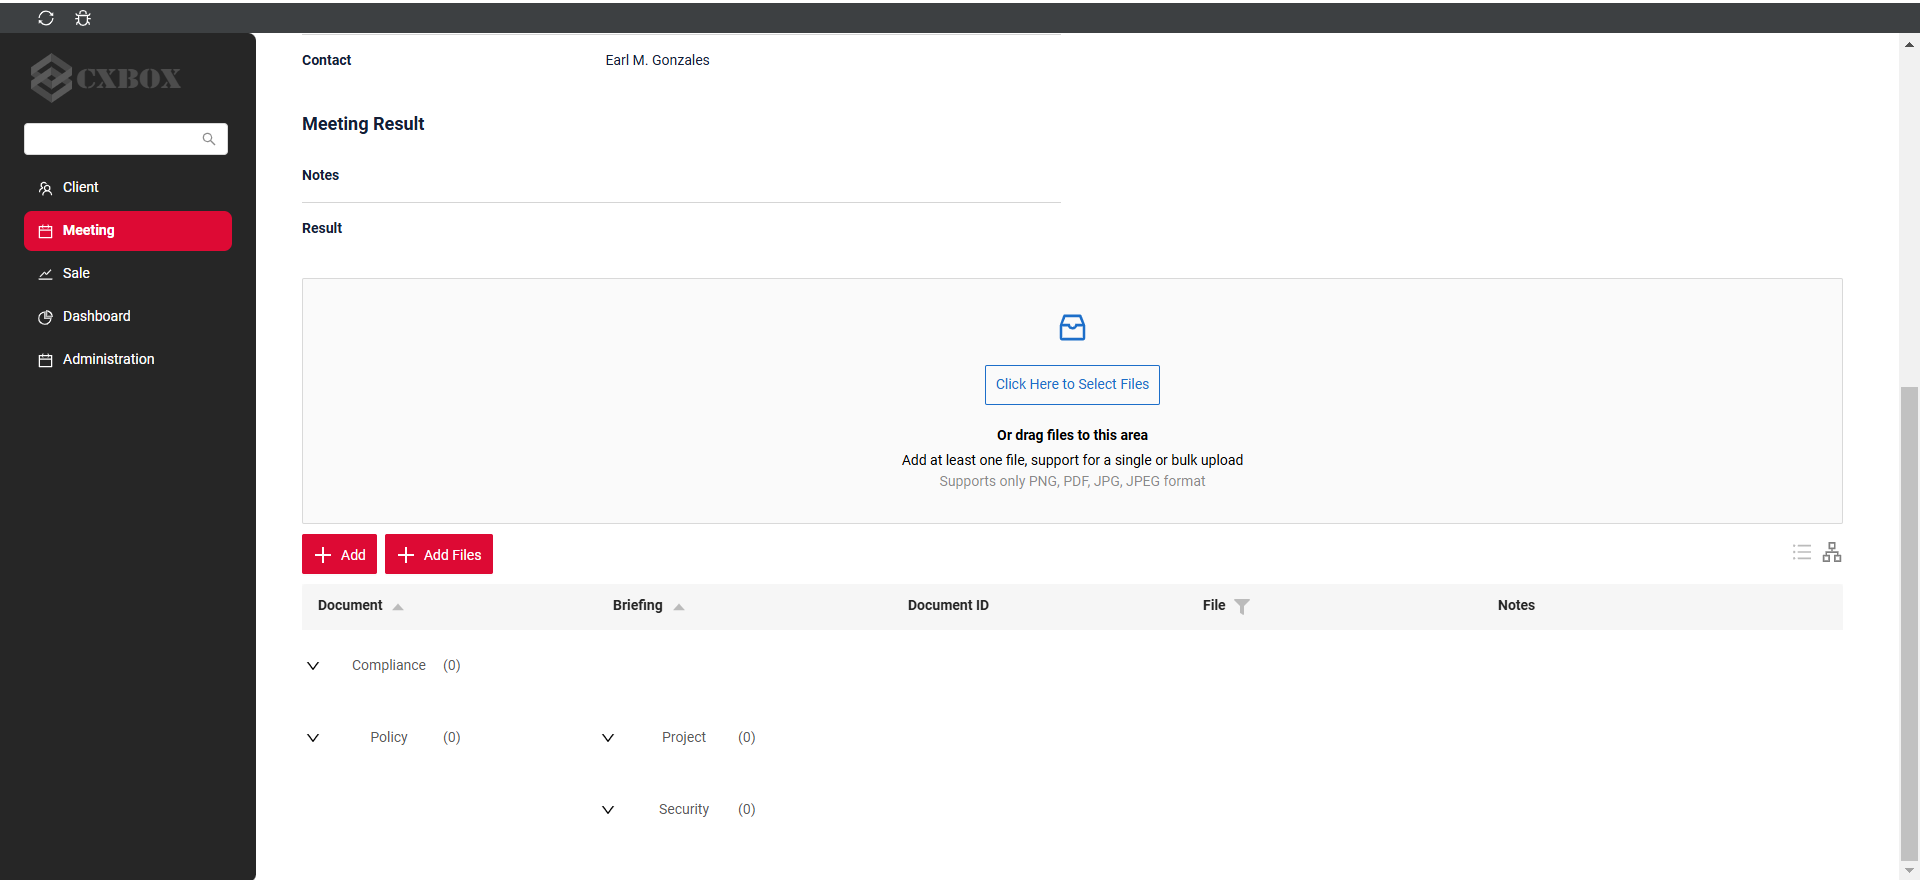 CXBOX
Client
Meeting
Sale
Dashboard
Administration
Contact Earl M. Gonzales
Meeting Result
Notes
Result
Click Here to Select Files
Or drag files to this area
Add at least one file, support for a single or bulk upload
Supports only PNG, PDF, JPG, JPEG format
Add Add Files
Document Briefing Document ID File Notes
Compliance (0)
Policy (0) Project (0)
Security (0)